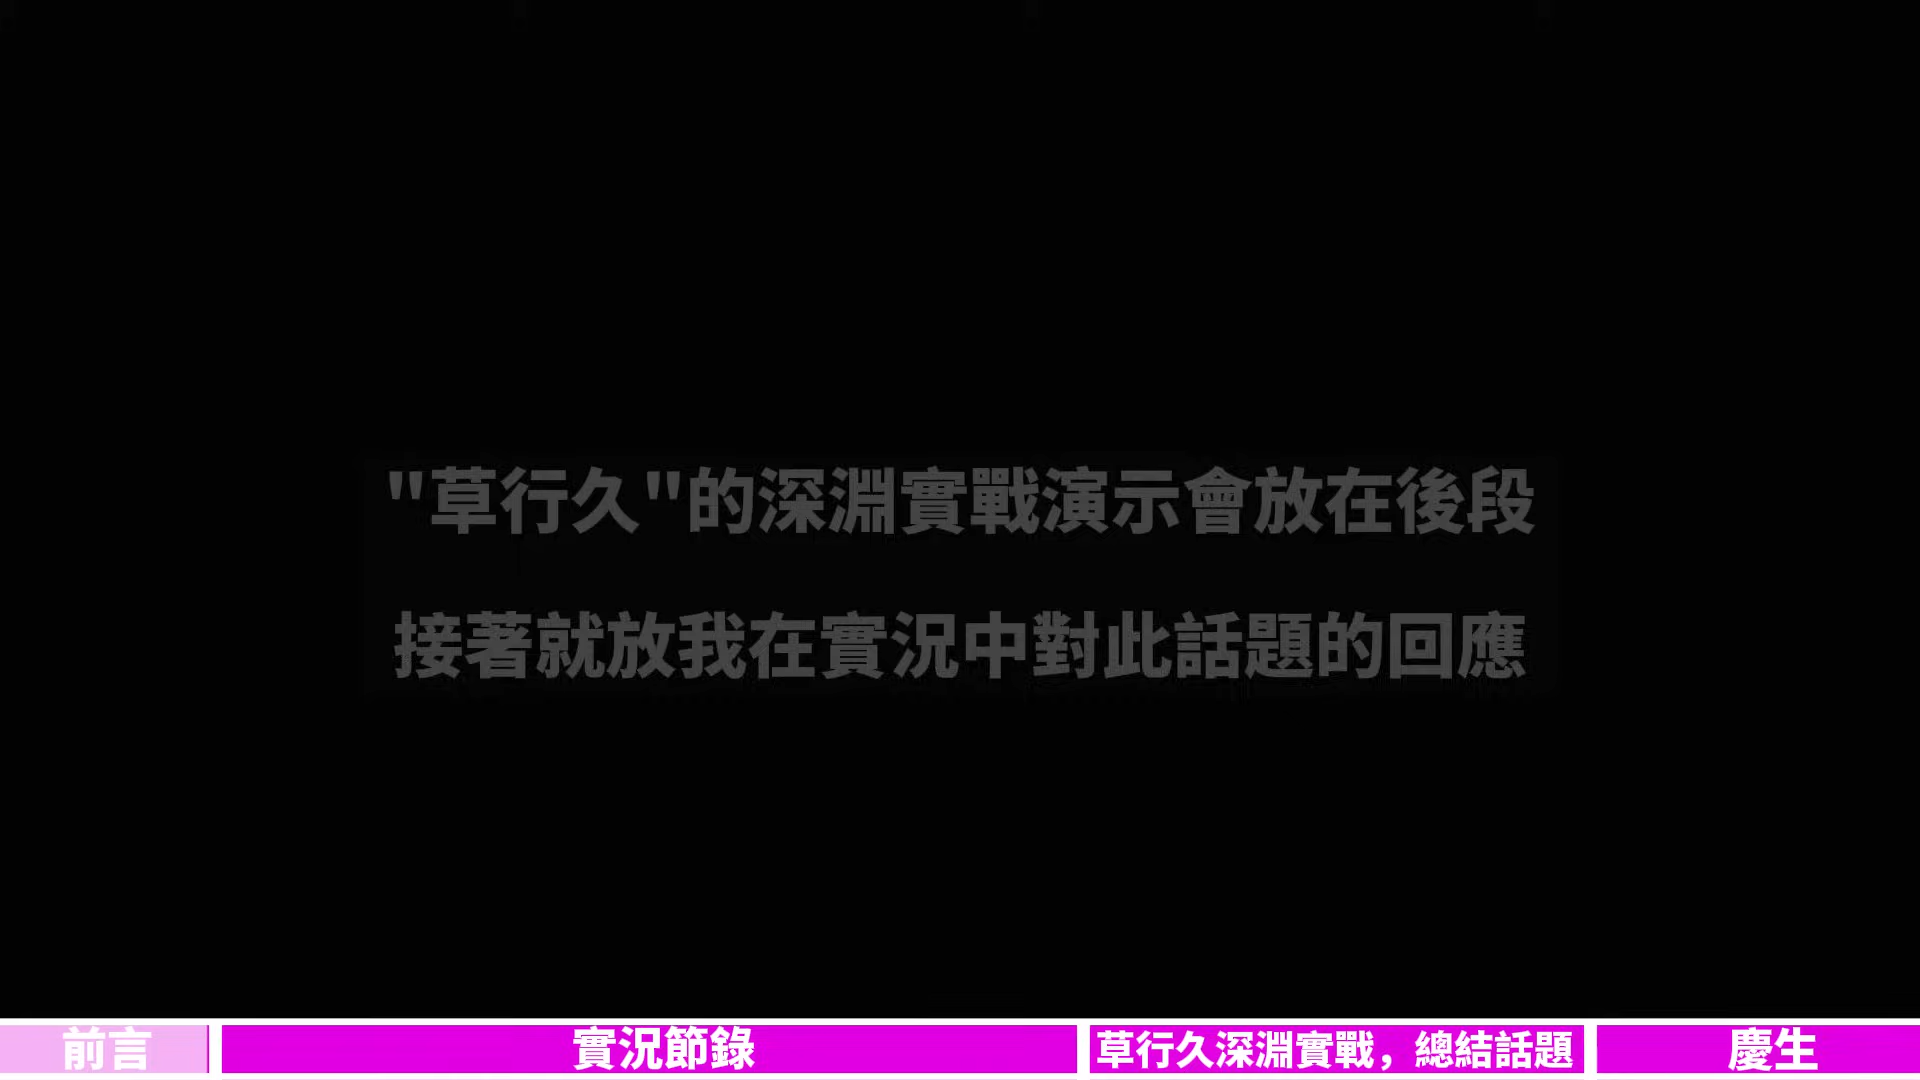 "草行久"的深淵實戰演示會放在後段
接著就放我在實況中對此話題的回應
前言
實況節錄
草行久深淵實戰，總結話題
慶生